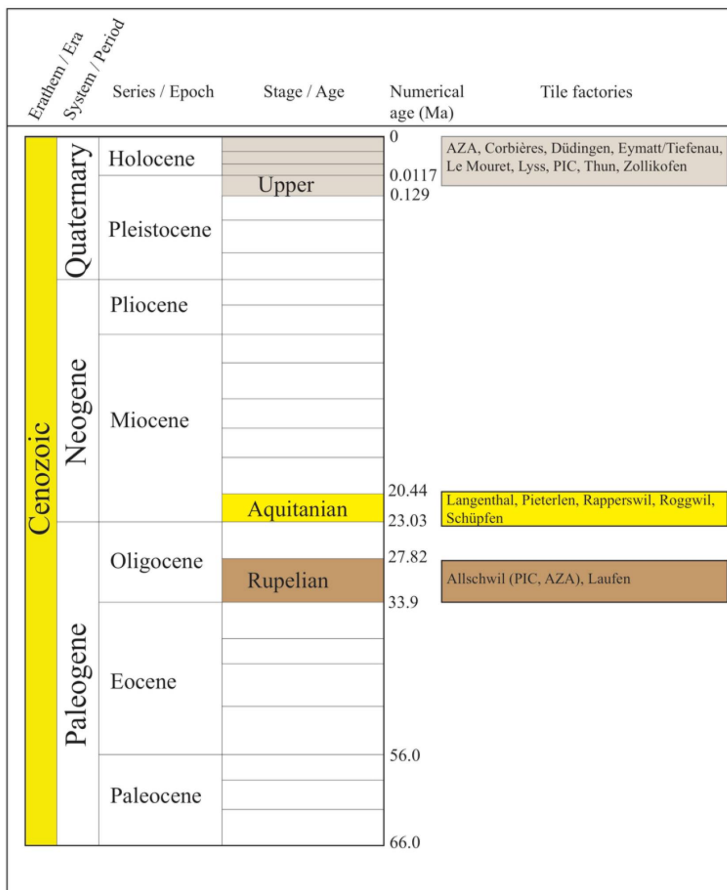 Erathem / Era
System / Period
Series / Epoch
Stage / Age
Numerical
age (Ma)
Tile factories
Cenozoic
Quaternary
Holocene
Pleistocene
Upper
0
0.0117
0.129
AZA, Corbières, Düdingen, Eymatt/Tiefenau,
Le Mouret, Lyss, PIC, Thun, Zollikofen
Neogene
Pliocene
Miocene
Aquitanian
20.44
23.03
Langenthal, Pieterlen, Rapperswil, Roggwil,
Schüpfen
Paleogene
Oligocene
Rupelian
27.82
33.9
Allschwil (PIC, AZA), Laufen
Eocene
56.0
Paleocene
66.0